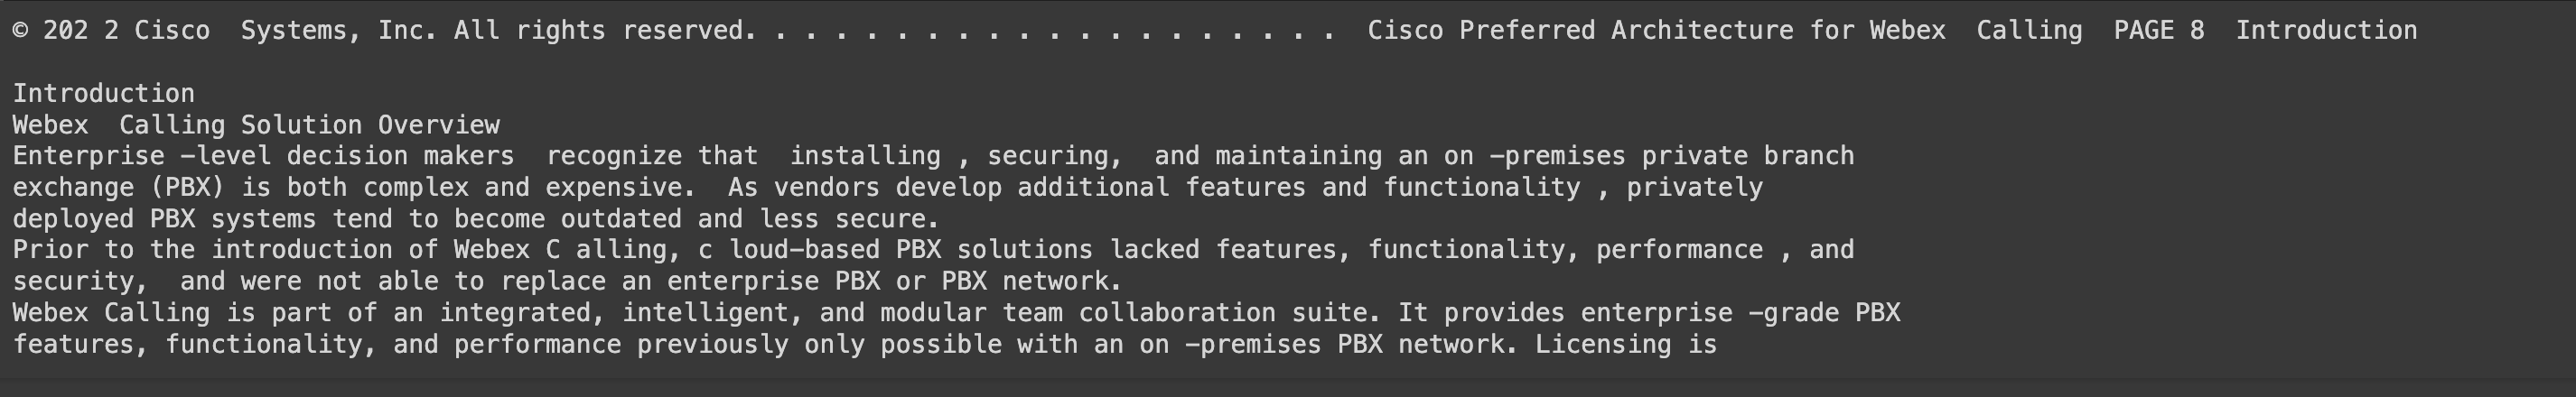 © 202 2 Cisco  Systems, Inc. All rights reserved. . . . . . . . . . . . . . . . . . . .  Cisco Preferred Architecture for Webex  Calling  PAGE 8  Introduction
Introduction
Webex  Calling Solution Overview
Enterprise -level decision makers  recognize that  installing , securing,  and maintaining an on -premises private branch
exchange (PBX) is both complex and expensive.  As vendors develop additional features and functionality , privately
deployed PBX systems tend to become outdated and less secure.
Prior to the introduction of Webex C alling, c loud-based PBX solutions lacked features, functionality, performance , and
security,  and were not able to replace an enterprise PBX or PBX network.
Webex Calling is part of an integrated, intelligent, and modular team collaboration suite. It provides enterprise -grade PBX
features, functionality, and performance previously only possible with an on -premises PBX network. Licensing is